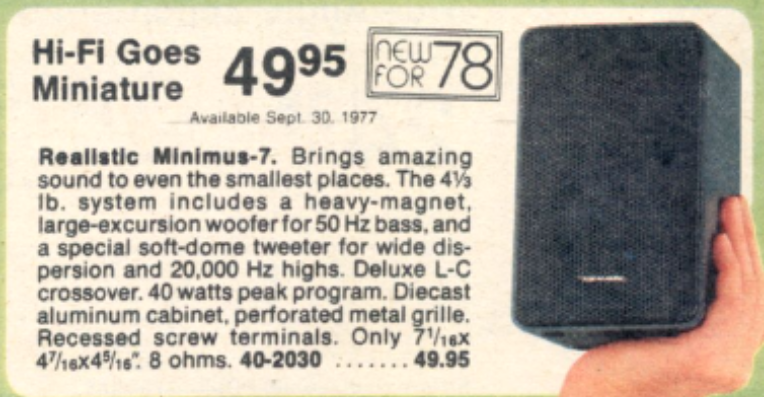 Hi-Fi Goes
Miniature
49⁹⁵
NEW
FOR 78
Available Sept. 30, 1977
Realistic Minimus-7. Brings amazing
sound to even the smallest places. The 4⅓
lb. system includes a heavy-magnet,
large-excursion woofer for 50 Hz bass, and
a special soft-dome tweeter for wide dis-
persion and 20,000 Hz highs. Deluxe L-C
crossover. 40 watts peak program. Diecast
aluminum cabinet, perforated metal grille.
Recessed screw terminals. Only 7¹/₁₆x
4⁷/₁₆x4⁵/₁₆". 8 ohms. 40-2030 ....... 49.95